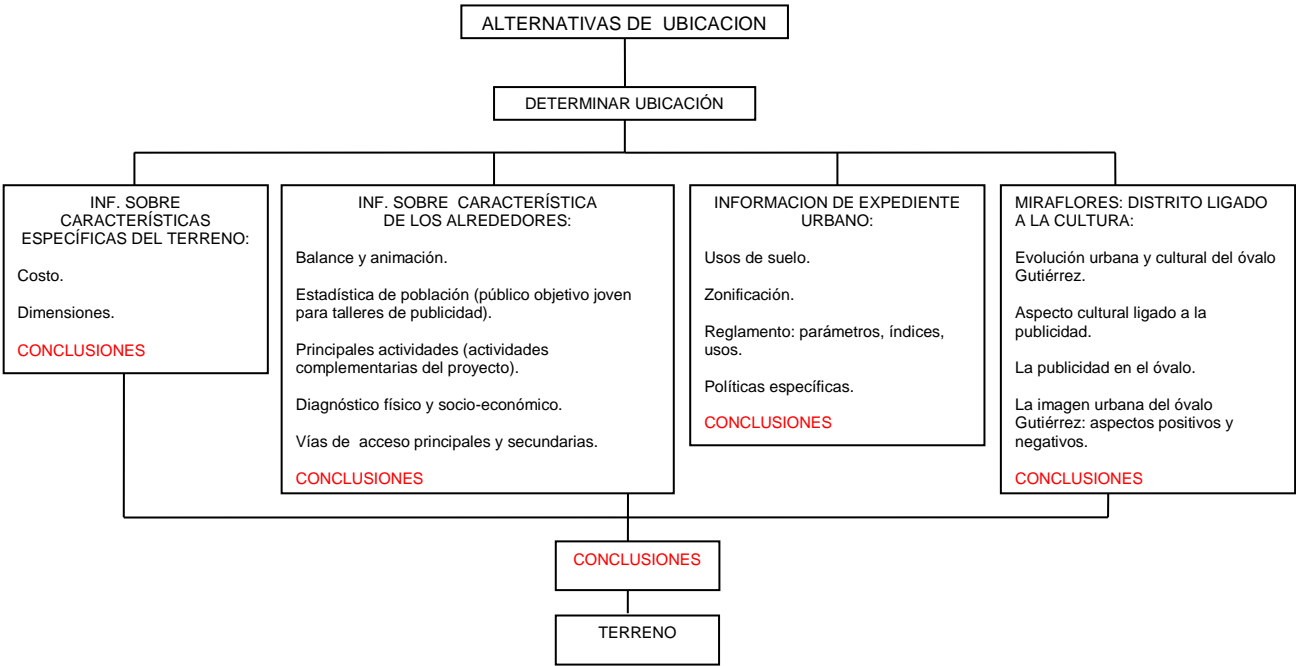 ALTERNATIVAS DE UBICACION
DETERMINAR UBICACIÓN
INF. SOBRE
CARACTERÍSTICAS
ESPECÍFICAS DEL TERRENO:
Costo.
Dimensiones.
CONCLUSIONES
INF. SOBRE CARACTERÍSTICA
DE LOS ALREDEDORES:
Balance y animación.
Estadística de población (público objetivo joven
para talleres de publicidad).
Principales actividades (actividades
complementarias del proyecto).
Diagnóstico físico y socio-económico.
Vías de acceso principales y secundarias.
CONCLUSIONES
INFORMACION DE EXPEDIENTE
URBANO:
Usos de suelo.
Zonificación.
Reglamento: parámetros, índices,
usos.
Políticas específicas.
CONCLUSIONES
MIRAFLORES: DISTRITO LIGADO
A LA CULTURA:
Evolución urbana y cultural del óvalo
Gutiérrez.
Aspecto cultural ligado a la
publicidad.
La publicidad en el óvalo.
La imagen urbana del óvalo
Gutiérrez: aspectos positivos y
negativos.
CONCLUSIONES
CONCLUSIONES
TERRENO